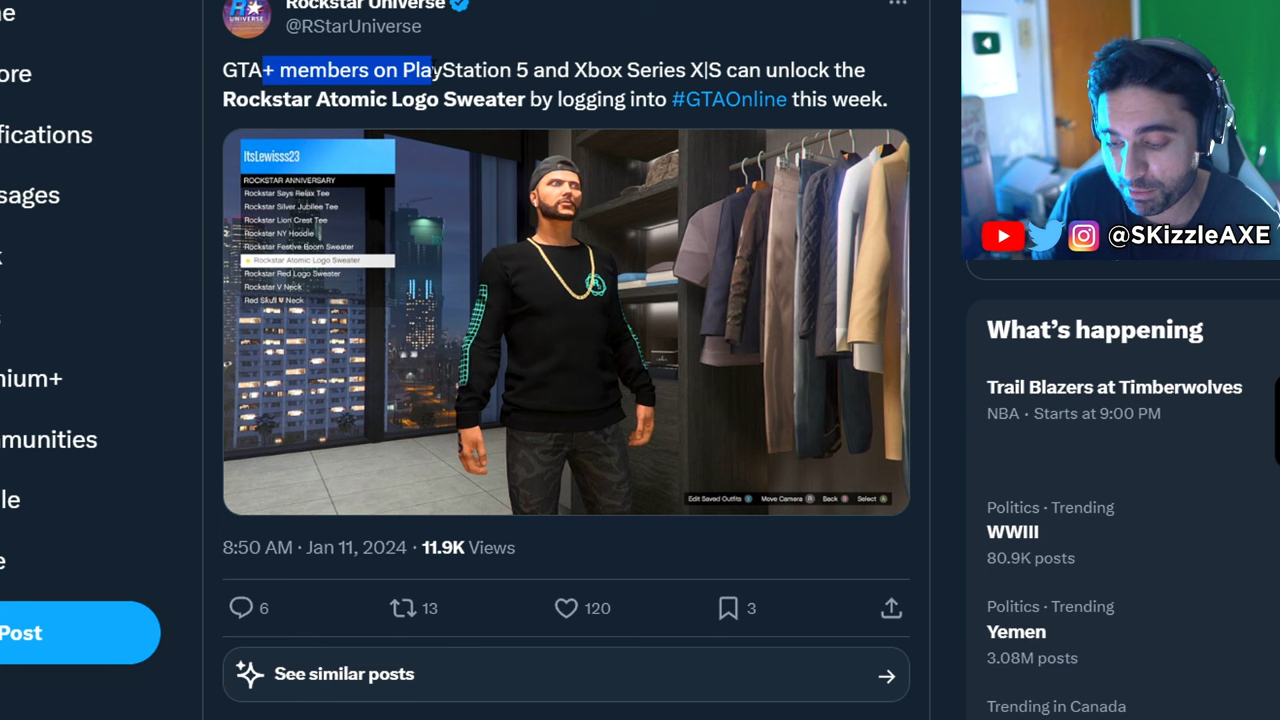 Rockstar Universe
@RStarUniverse
GTA+ members on PlayStation 5 and Xbox Series X|S can unlock the
Rockstar Atomic Logo Sweater by logging into #GTAOnline this week.
ItsLewisss23
ROCKSTAR ANNIVERSARY
Rockstar Says Relax Tee
Rockstar Silver Jubilee Tee
Rockstar Lion Crest Tee
Rockstar NY Hoodie
Rockstar Festive Boom Sweater
Rockstar Atomic Logo Sweater
Rockstar Red Logo Sweater
Rockstar V Neck
Red Skull V Neck
Edit Saved Outfits Move Camera R Back B Select A
8:50 AM · Jan 11, 2024 · 11.9K Views
6 13 120 3
See similar posts
e
ore
fications
sages
k
s
nium+
munities
le
e
Post
@SKizzleAXE
What's happening
Trail Blazers at Timberwolves
NBA · Starts at 9:00 PM
Politics · Trending
WWIII
80.9K posts
Politics · Trending
Yemen
3.08M posts
Trending in Canada